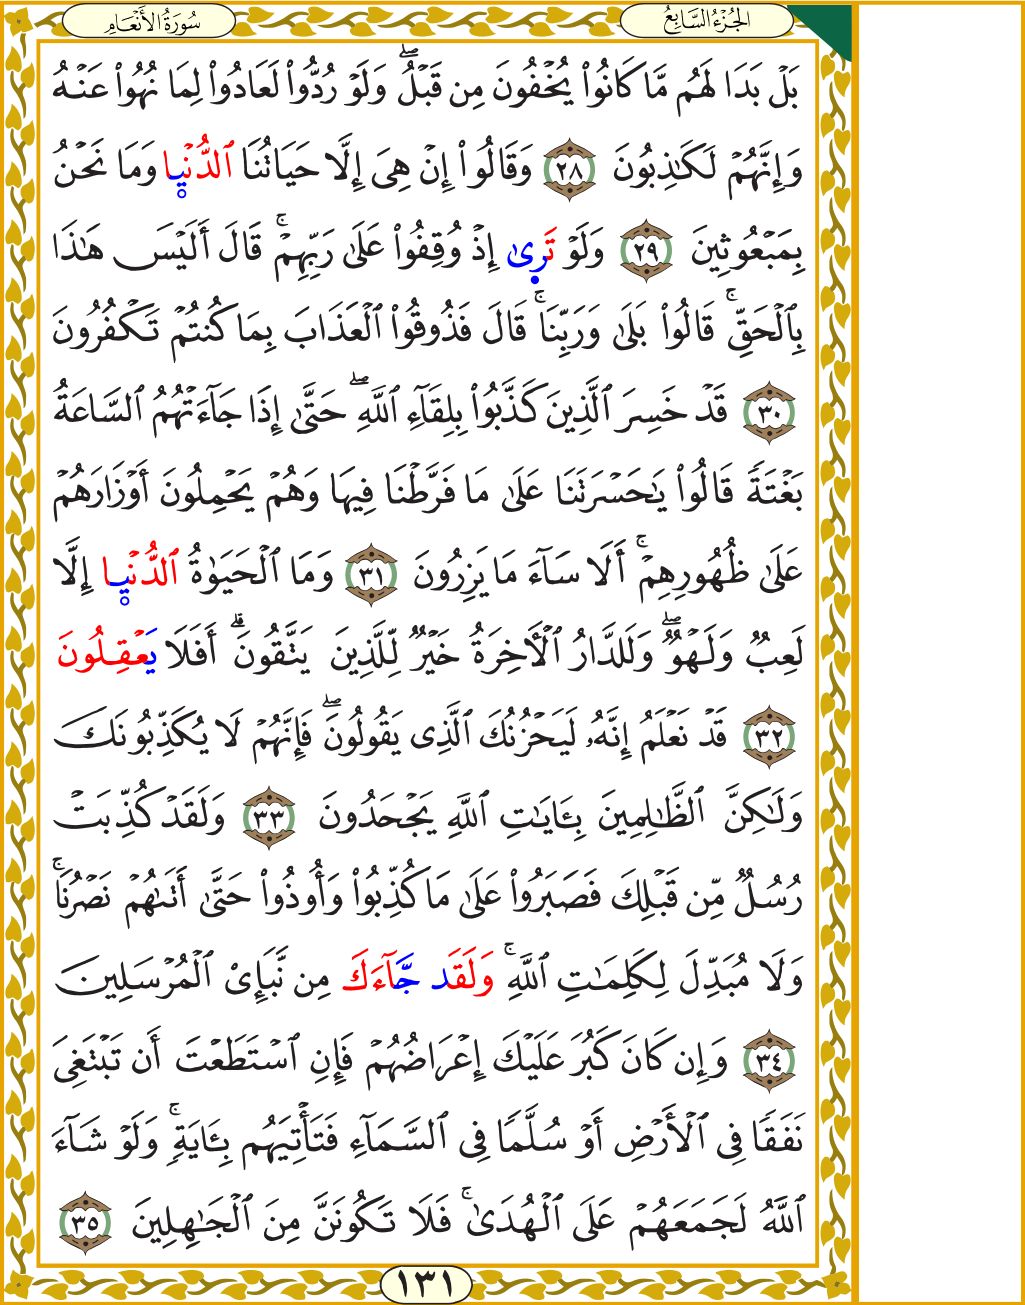 الجُزْءُ السَّابِعُ
سُورَةُ الأَنْعَامِ
بَلْ بَدَا لَهُم مَّا كَانُوا۟ يُخْفُونَ مِن قَبْلُ ۖ وَلَوْ رُدُّوا۟ لَعَادُوا۟ لِمَا نُهُوا۟ عَنْهُ
وَإِنَّهُمْ لَكَـٰذِبُونَ ٢٨ وَقَالُوٓا۟ إِنْ هِىَ إِلَّا حَيَاتُنَا ٱلدُّنْيَا وَمَا نَحْنُ
بِمَبْعُوثِينَ ٢٩ وَلَوْ تَرَىٰٓ إِذْ وُقِفُوا۟ عَلَىٰ رَبِّهِمْ ۚ قَالَ أَلَيْسَ هَـٰذَا
بِٱلْحَقِّ ۚ قَالُوا۟ بَلَىٰ وَرَبِّنَا ۚ قَالَ فَذُوقُوا۟ ٱلْعَذَابَ بِمَا كُنتُمْ تَكْفُرُونَ
٣٠ قَدْ خَسِرَ ٱلَّذِينَ كَذَّبُوا۟ بِلِقَآءِ ٱللَّهِ ۖ حَتَّىٰٓ إِذَا جَآءَتْهُمُ ٱلسَّاعَةُ
بَغْتَةً قَالُوا۟ يَـٰحَسْرَتَنَا عَلَىٰ مَا فَرَّطْنَا فِيهَا وَهُمْ يَحْمِلُونَ أَوْزَارَهُمْ
عَلَىٰ ظُهُورِهِمْ ۚ أَلَا سَآءَ مَا يَزِرُونَ ٣١ وَمَا ٱلْحَيَوٰةُ ٱلدُّنْيَآ إِلَّا
لَعِبٌ وَلَهْوٌ ۖ وَلَلدَّارُ ٱلْـَٔاخِرَةُ خَيْرٌ لِّلَّذِينَ يَتَّقُونَ ۗ أَفَلَا يَعْقِلُونَ
٣٢ قَدْ نَعْلَمُ إِنَّهُۥ لَيَحْزُنُكَ ٱلَّذِى يَقُولُونَ ۖ فَإِنَّهُمْ لَا يُكَذِّبُونَكَ
وَلَـٰكِنَّ ٱلظَّـٰلِمِينَ بِـَٔايَـٰتِ ٱللَّهِ يَجْحَدُونَ ٣٣ وَلَقَدْ كُذِّبَتْ
رُسُلٌ مِّن قَبْلِكَ فَصَبَرُوا۟ عَلَىٰ مَا كُذِّبُوا۟ وَأُوذُوا۟ حَتَّىٰٓ أَتَىٰهُمْ نَصْرُنَا ۚ
وَلَا مُبَدِّلَ لِكَلِمَـٰتِ ٱللَّهِ ۚ وَلَقَد جَّآءَكَ مِن نَّبَإِى۟ ٱلْمُرْسَلِينَ
٣٤ وَإِن كَانَ كَبُرَ عَلَيْكَ إِعْرَاضُهُمْ فَإِنِ ٱسْتَطَعْتَ أَن تَبْتَغِىَ
نَفَقًا فِى ٱلْأَرْضِ أَوْ سُلَّمًا فِى ٱلسَّمَآءِ فَتَأْتِيَهُم بِـَٔايَةٍ ۚ وَلَوْ شَآءَ
ٱللَّهُ لَجَمَعَهُمْ عَلَى ٱلْهُدَىٰ ۚ فَلَا تَكُونَنَّ مِنَ ٱلْجَـٰهِلِينَ ٣٥
١٣١